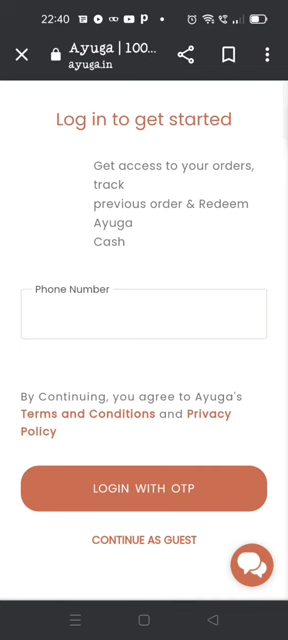 22:40
Ayuga | 100...
ayuga.in
Log in to get started
Get access to your orders,
track
previous order & Redeem
Ayuga
Cash
Phone Number
By Continuing, you agree to Ayuga's
Terms and Conditions and Privacy
Policy
LOGIN WITH OTP
CONTINUE AS GUEST